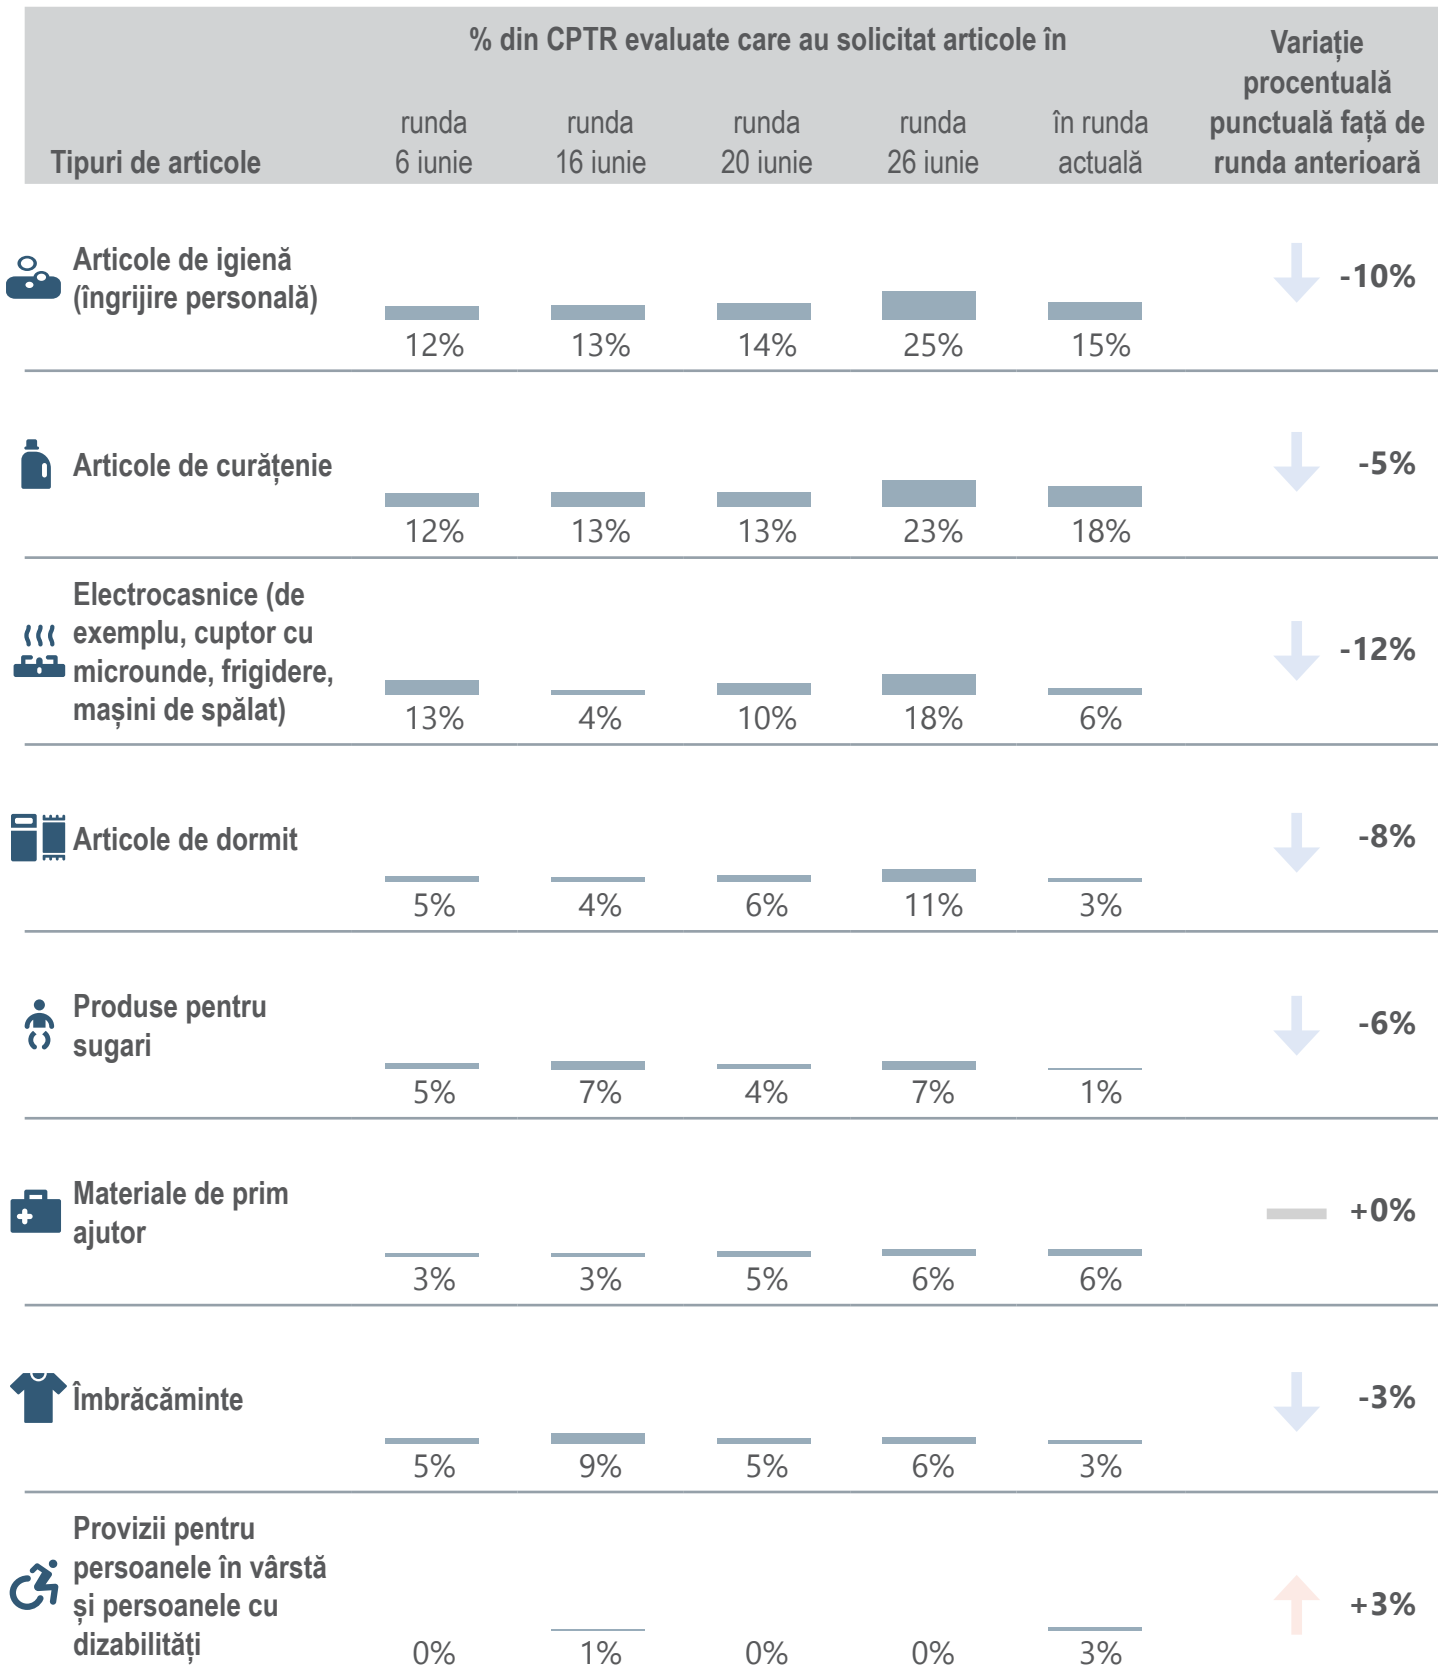 % din CPTR evaluate care au solicitat articole în
Variație
procentuală
punctuală față de
runda anterioară
Tipuri de articole
runda
6 iunie
runda
16 iunie
runda
20 iunie
runda
26 iunie
în runda
actuală
Articole de igienă
(îngrijire personală)
12% 13% 14% 25% 15%
-10%
Articole de curățenie
12% 13% 13% 23% 18%
-5%
Electrocasnice (de
exemplu, cuptor cu
microunde, frigidere,
mașini de spălat)
13% 4% 10% 18% 6%
-12%
Articole de dormit
5% 4% 6% 11% 3%
-8%
Produse pentru
sugari
5% 7% 4% 7% 1%
-6%
Materiale de prim
ajutor
3% 3% 5% 6% 6%
+0%
Îmbrăcăminte
5% 9% 5% 6% 3%
-3%
Provizii pentru
persoanele în vârstă
și persoanele cu
dizabilități
0% 1% 0% 0% 3%
+3%